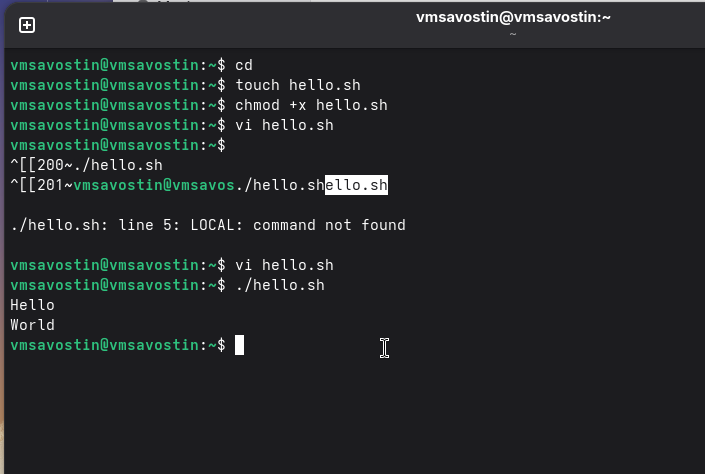 vmsavostin@vmsavostin:~
~
vmsavostin@vmsavostin:~$ cd
vmsavostin@vmsavostin:~$ touch hello.sh
vmsavostin@vmsavostin:~$ chmod +x hello.sh
vmsavostin@vmsavostin:~$ vi hello.sh
vmsavostin@vmsavostin:~$
^[[200~./hello.sh
^[[201~vmsavostin@vmsavos./hello.shello.sh
./hello.sh: line 5: LOCAL: command not found
vmsavostin@vmsavostin:~$ vi hello.sh
vmsavostin@vmsavostin:~$ ./hello.sh
Hello
World
vmsavostin@vmsavostin:~$